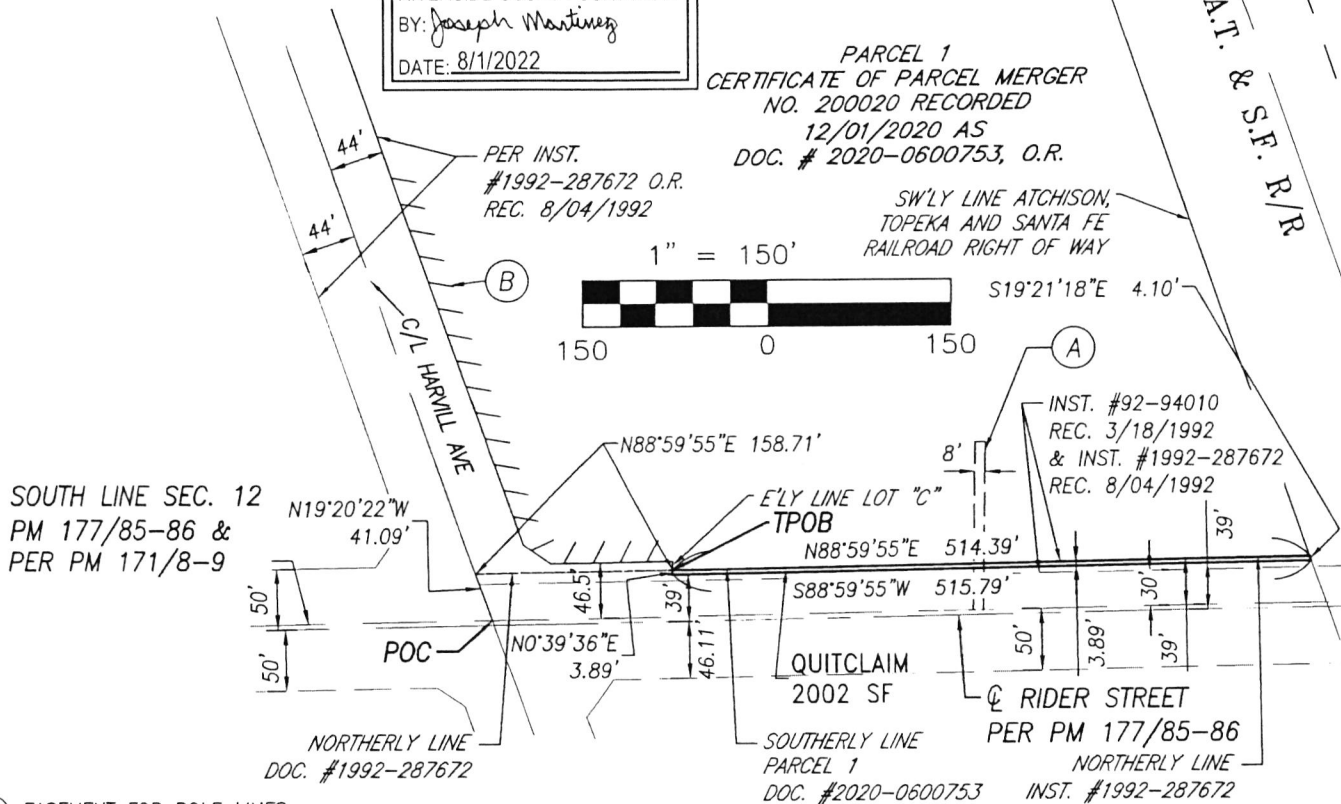 BY: Joseph Martinez
DATE: 8/1/2022
PARCEL 1
CERTIFICATE OF PARCEL MERGER
NO. 200020 RECORDED
12/01/2020 AS
DOC. # 2020-0600753, O.R.
A.T. & S.F. R/R
44'
44'
PER INST.
#1992-287672 O.R.
REC. 8/04/1992
SW'LY LINE ATCHISON,
TOPEKA AND SANTA FE
RAILROAD RIGHT OF WAY
1" = 150'
150 0 150
B
S19°21'18"E 4.10'
A
C/L HARVILL AVE
INST. #92-94010
REC. 3/18/1992
& INST. #1992-287672
REC. 8/04/1992
8'
N88°59'55"E 158.71'
SOUTH LINE SEC. 12
PM 177/85-86 &
PER PM 171/8-9
N19°20'22"W
41.09'
E'LY LINE LOT "C"
TPOB
N88°59'55"E 514.39'
39'
S88°59'55"W 515.79'
50'
46.5'
39'
30'
POC
N0°39'36"E
3.89'
50'
46.11'
QUITCLAIM
2002 SF
50'
3.89'
39'
℄ RIDER STREET
PER PM 177/85-86
NORTHERLY LINE
DOC. #1992-287672
SOUTHERLY LINE
PARCEL 1
DOC. #2020-0600753
NORTHERLY LINE
INST. #1992-287672